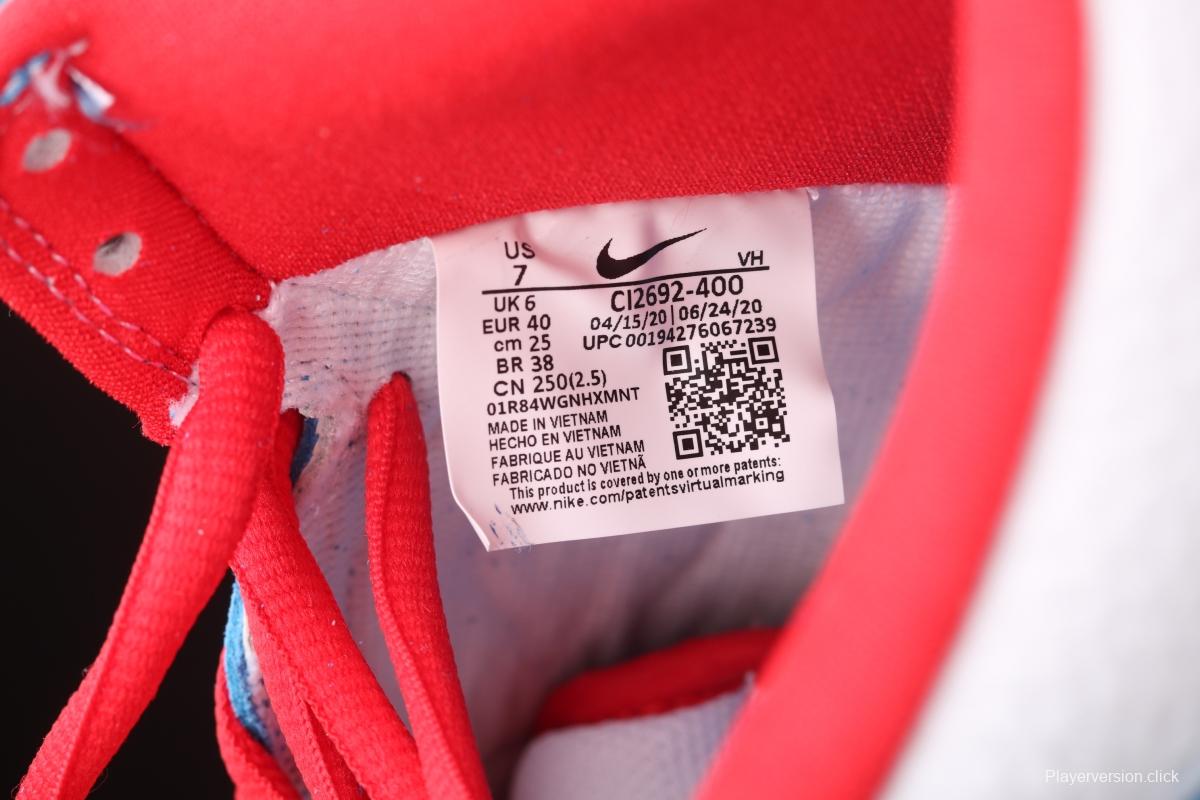 US
7
VH
UK 6
EUR 40
cm 25
BR 38
CN 250(2.5)
CI2692-400
04/15/20 | 06/24/20
UPC 00194276067239
01R84WGNHXMNT
MADE IN VIETNAM
HECHO EN VIETNAM
FABRIQUE AU VIETNAM
FABRICADO NO VIETNÃ
This product is covered by one or more patents:
www.nike.com/patentsvirtualmarking
Playerversion.click